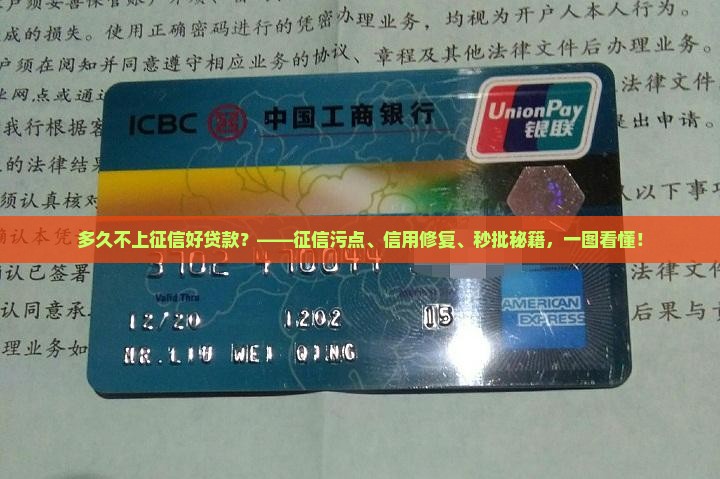 成的损失。使用正确密码进行的凭密办理业务，均视为开户人本人行为。
户须在阅知并同意遵守相应业务的协议、章程及其他法律文件后办理业务。
业网点或通过
法律文件
ICBC 中国工商银行
UnionPay
银联
我行根据客
出申请。
的法律结果
须认真核对
以下事项
多久不上征信好贷款？——征信污点、信用修复、秒批秘籍，一图看懂！
认本凭
3702 470044
认已签署
法律文件
Valid Thru
认同意承
后果与
12/20 1202 15
AMERICAN
EXPRESS
理业务如
MR.LIU WEI QING